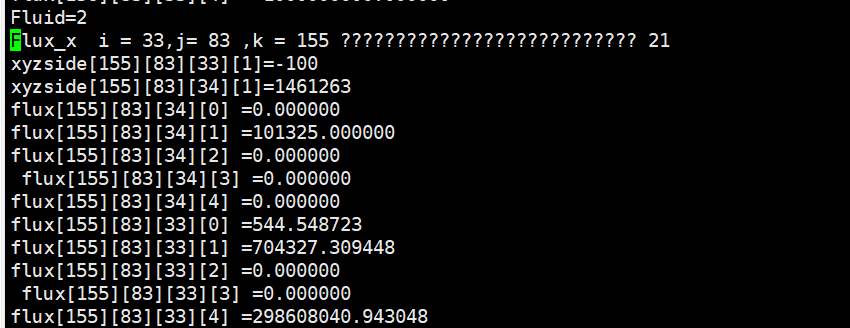 Fluid=2
Flux_x  i = 33,j= 83 ,k = 155 ??????????????????????????? 21
xyzside[155][83][33][1]=-100
xyzside[155][83][34][1]=1461263
flux[155][83][34][0] =0.000000
flux[155][83][34][1] =101325.000000
flux[155][83][34][2] =0.000000
 flux[155][83][34][3] =0.000000
flux[155][83][34][4] =0.000000
flux[155][83][33][0] =544.548723
flux[155][83][33][1] =704327.309448
flux[155][83][33][2] =0.000000
 flux[155][83][33][3] =0.000000
flux[155][83][33][4] =298608040.943048